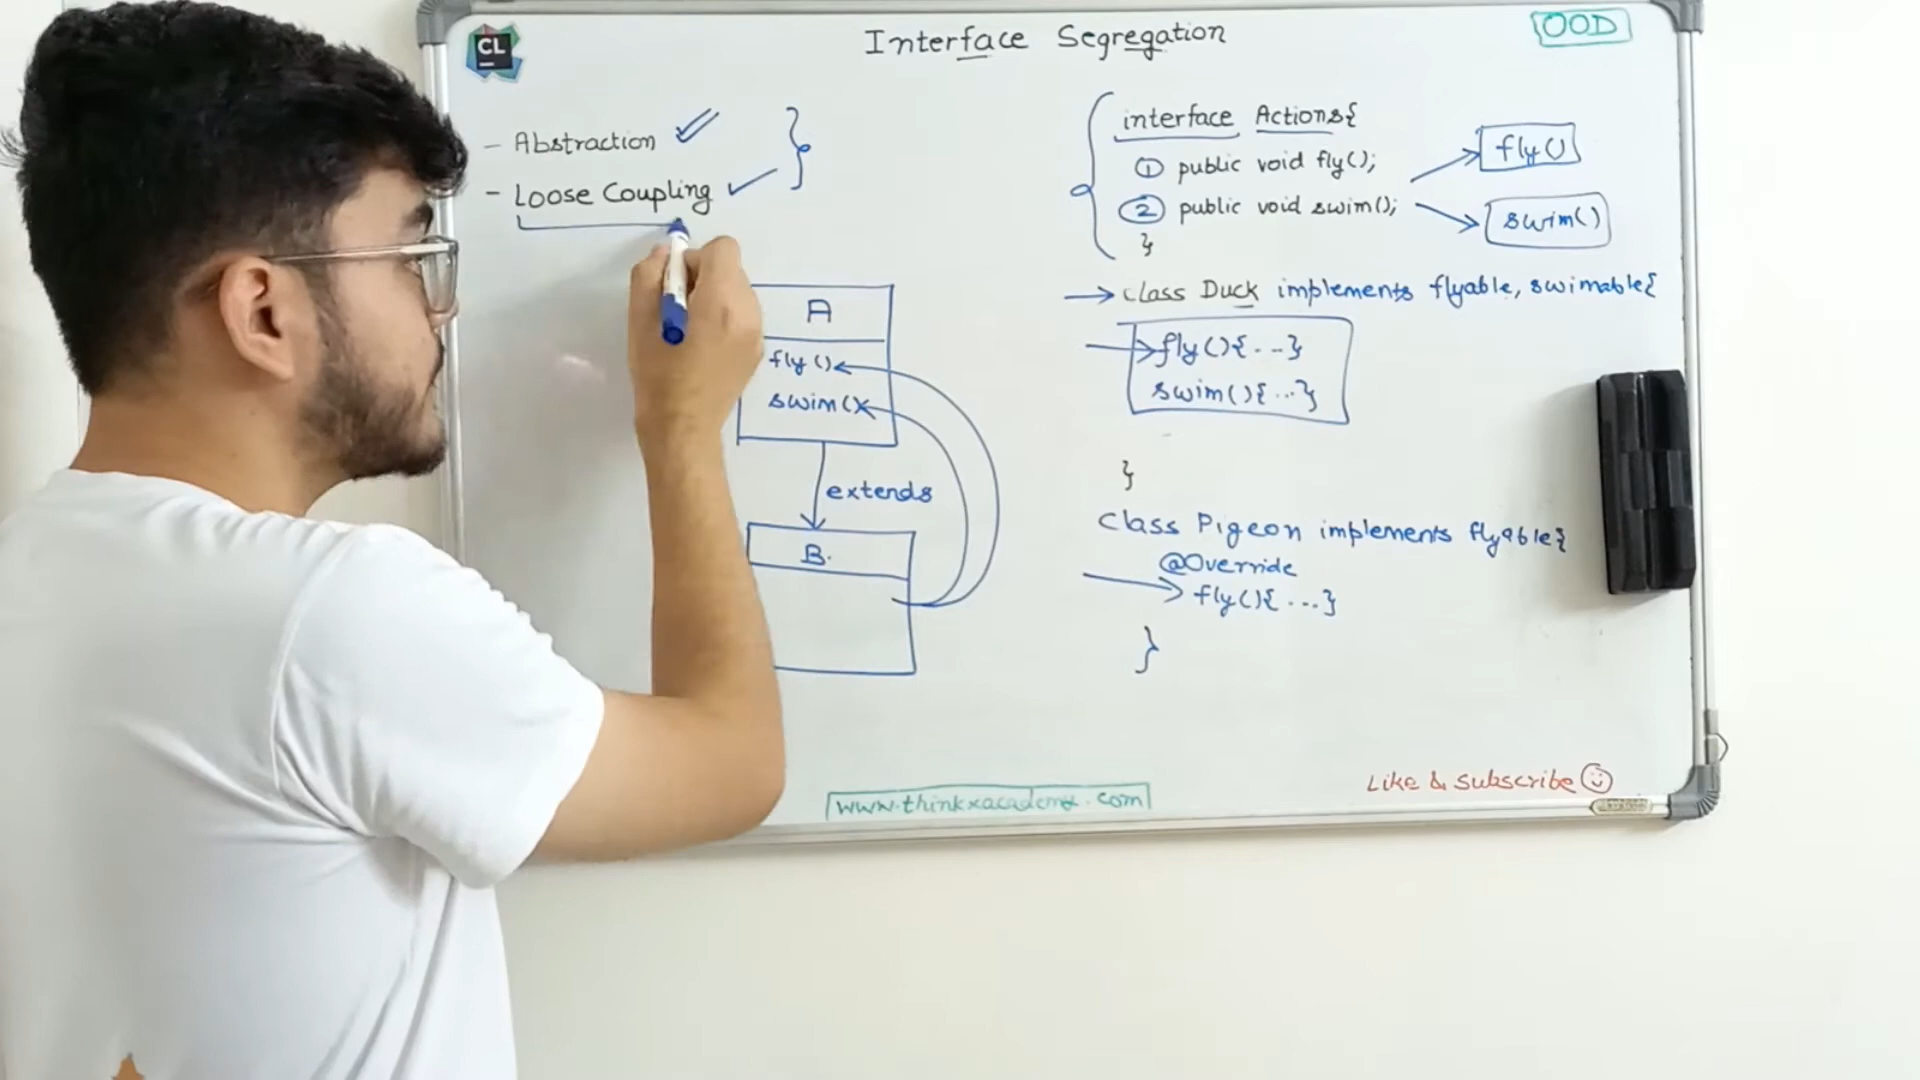 CL
Interface Segregation
OOD
- Abstraction
- Loose Coupling
A
fly()
swim()
extends
B.
interface Actions{
① public void fly();
② public void swim();
}
fly()
swim()
class Duck implements flyable, swimable{
fly(){...}
swim(){...}
}
class Pigeon implements flyable{
@Override
fly(){...}
}
Like & Subscribe
www.thinkxacademy.com